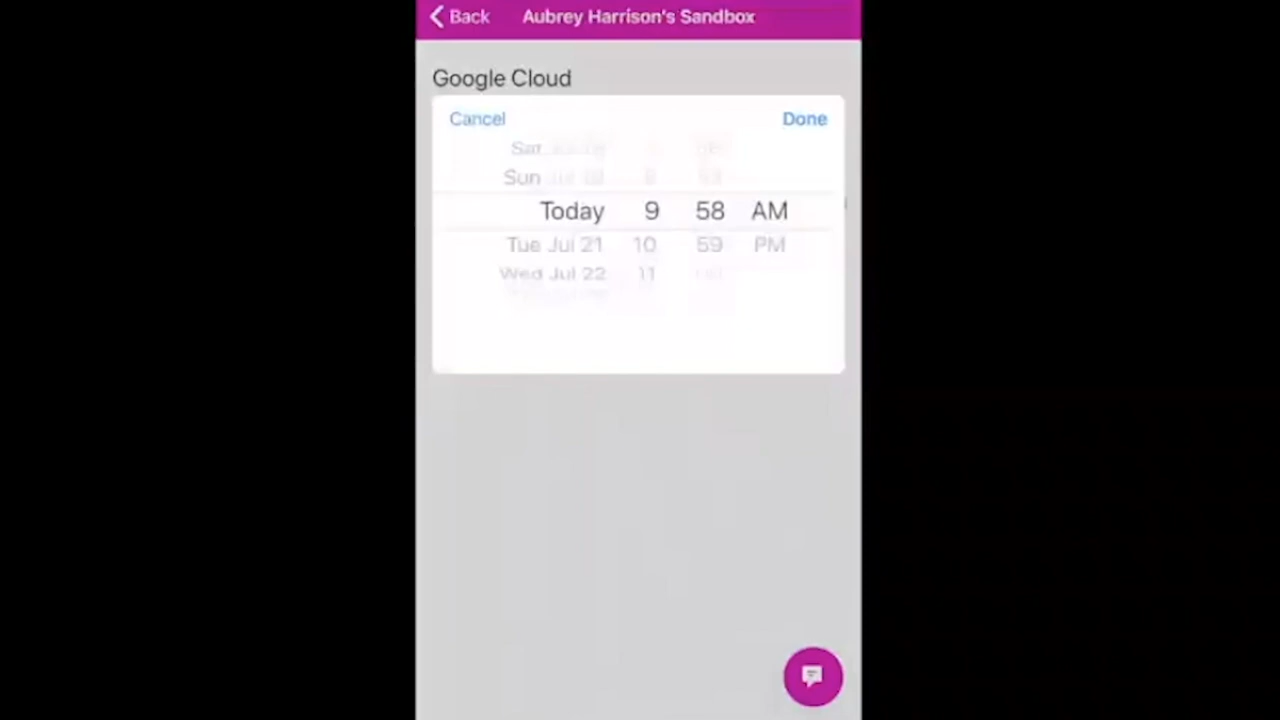 Back Aubrey Harrison's Sandbox
Google Cloud
Cancel Done
Sat
Sun
Today 9 58 AM
Tue Jul 21 10 59 PM
Wed Jul 22 11